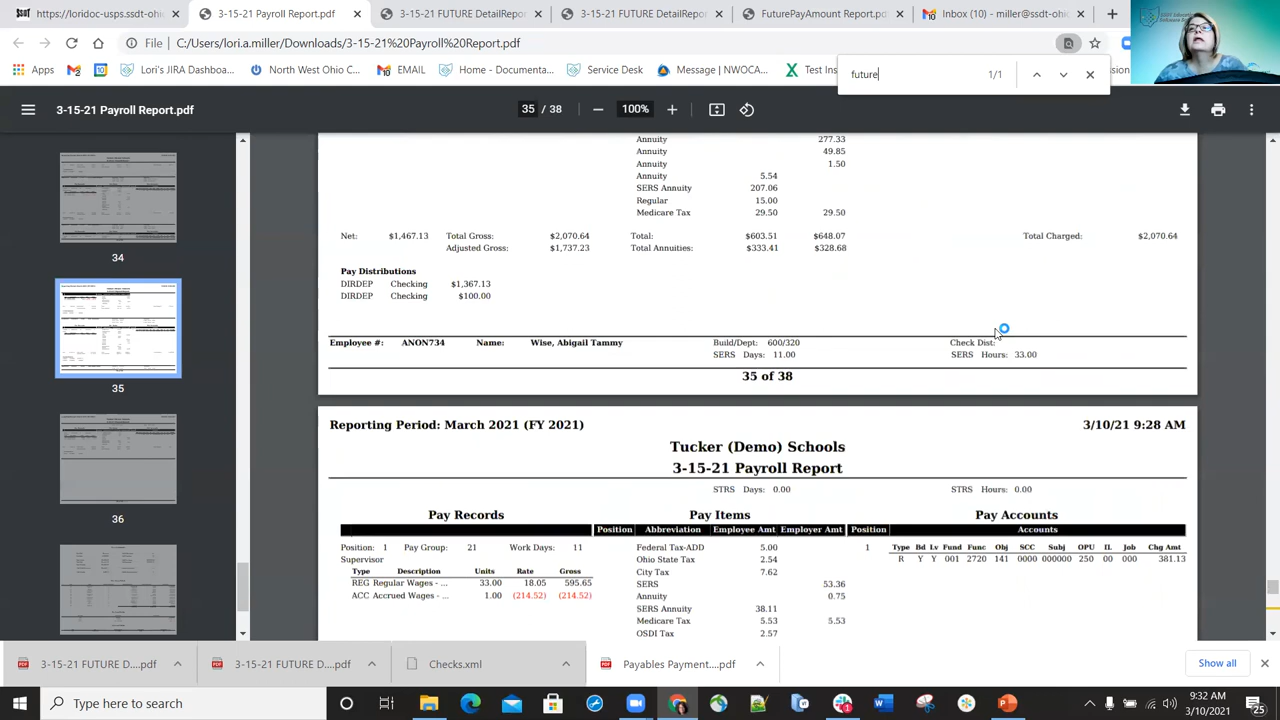 https://loridoc-usps.ssdt-ohio
3-15-21 Payroll Report.pdf
3-15-21 FUTURE DetailReport.pd
3-15-21 FUTURE DetailReport.pd
FuturePayAmount Report.pdf
Inbox (10) - miller@ssdt-ohio
File C:/Users/lori.a.miller/Downloads/3-15-21%20Payroll%20Report.pdf
Apps Lori's JIRA Dashboa... North West Ohio C... EMAIL Home - Documenta... Service Desk Message | NWOCA... Test Ins
future 1/1
3-15-21 Payroll Report.pdf 35 / 38 100%
34
35
36
Annuity 277.33
Annuity 49.85
Annuity 1.50
Annuity 5.54
SERS Annuity 207.06
Regular 15.00
Medicare Tax 29.50 29.50
Net: $1,467.13 Total Gross: $2,070.64 Total: $603.51 $648.07 Total Charged: $2,070.64
Adjusted Gross: $1,737.23 Total Annuities: $333.41 $328.68
Pay Distributions
DIRDEP Checking $1,367.13
DIRDEP Checking $100.00
Employee #: ANON734 Name: Wise, Abigail Tammy Build/Dept: 600/320 Check Dist:
SERS Days: 11.00 SERS Hours: 33.00
35 of 38
Reporting Period: March 2021 (FY 2021) 3/10/21 9:28 AM
Tucker (Demo) Schools
3-15-21 Payroll Report
STRS Days: 0.00 STRS Hours: 0.00
Pay Records Pay Items Pay Accounts
Position Abbreviation Employee Amt Employer Amt Position Accounts
Position: 1 Pay Group: 21 Work Days: 11 Federal Tax-ADD 5.00 1 Type Bd Lv Fund Func Obj SCC Subj OPU IL Job Chg Amt
Supervisor Ohio State Tax 2.54 R Y Y 001 2720 141 0000 000000 250 00 000 381.13
Type Description Units Rate Gross City Tax 7.62
REG Regular Wages - ... 33.00 18.05 595.65 SERS 53.36
ACC Accrued Wages - ... 1.00 (214.52) (214.52) Annuity 0.75
SERS Annuity 38.11
Medicare Tax 5.53 5.53
OSDI Tax 2.57
3-15-21 FUTURE D....pdf
3-15-21 FUTURE D....pdf
Checks.xml
Payables Payment....pdf
Show all
Type here to search
9:32 AM
3/10/2021
25